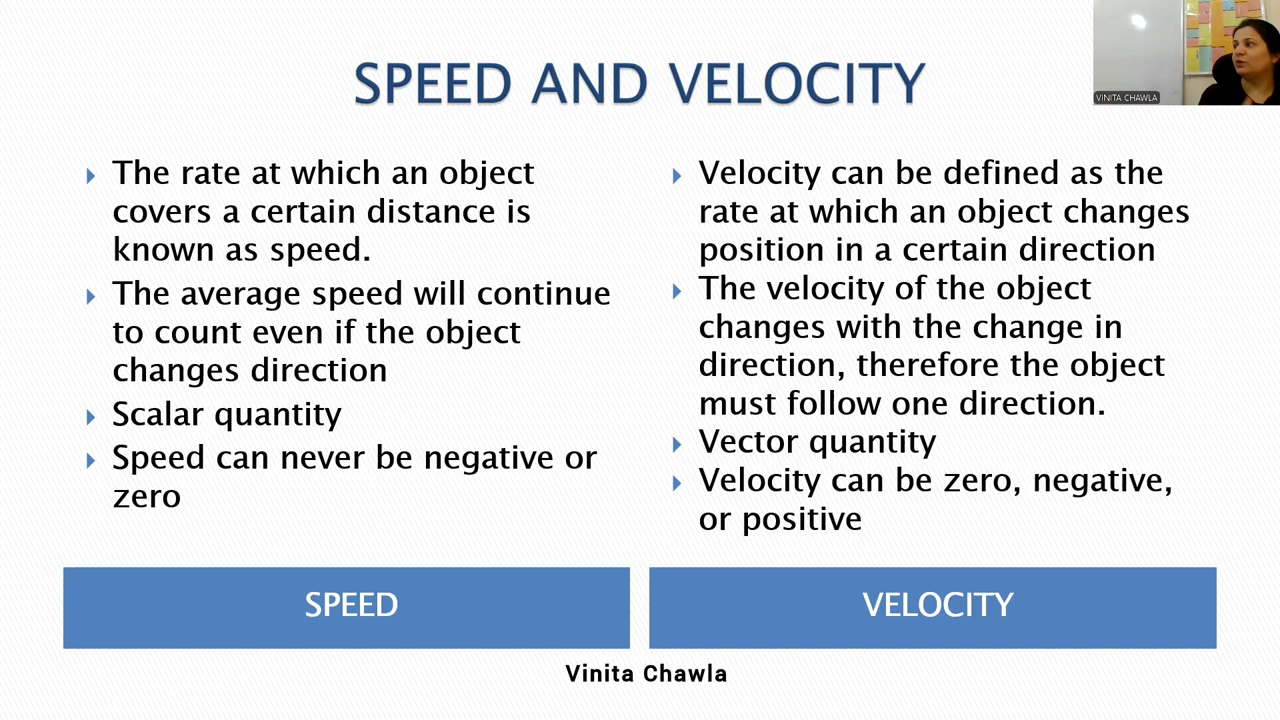 SPEED AND VELOCITY
VINITA CHAWLA
The rate at which an object
covers a certain distance is
known as speed.
The average speed will continue
to count even if the object
changes direction
Scalar quantity
Speed can never be negative or
zero
Velocity can be defined as the
rate at which an object changes
position in a certain direction
The velocity of the object
changes with the change in
direction, therefore the object
must follow one direction.
Vector quantity
Velocity can be zero, negative,
or positive
SPEED
VELOCITY
Vinita Chawla